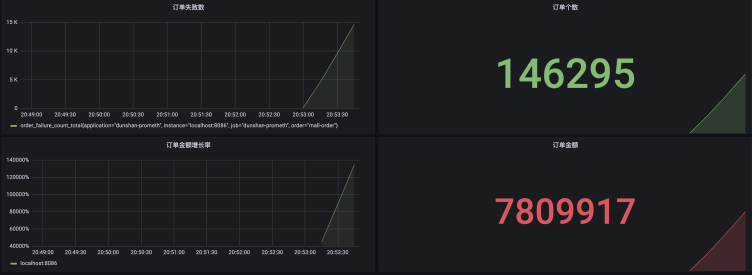 订单失败数
15 K
10 K
5 K
0
20:49:00 20:49:30 20:50:00 20:50:30 20:51:00 20:51:30 20:52:00 20:52:30 20:53:00 20:53:30
order_failure_count_total{application="dunshan-prometh", instance="localhost:8086", job="dunshan-prometh", order="mall-order"}
订单个数
146295
订单金额增长率
140000%
120000%
100000%
80000%
60000%
40000%
20:49:00 20:49:30 20:50:00 20:50:30 20:51:00 20:51:30 20:52:00 20:52:30 20:53:00 20:53:30
localhost:8086
订单金额
7809917